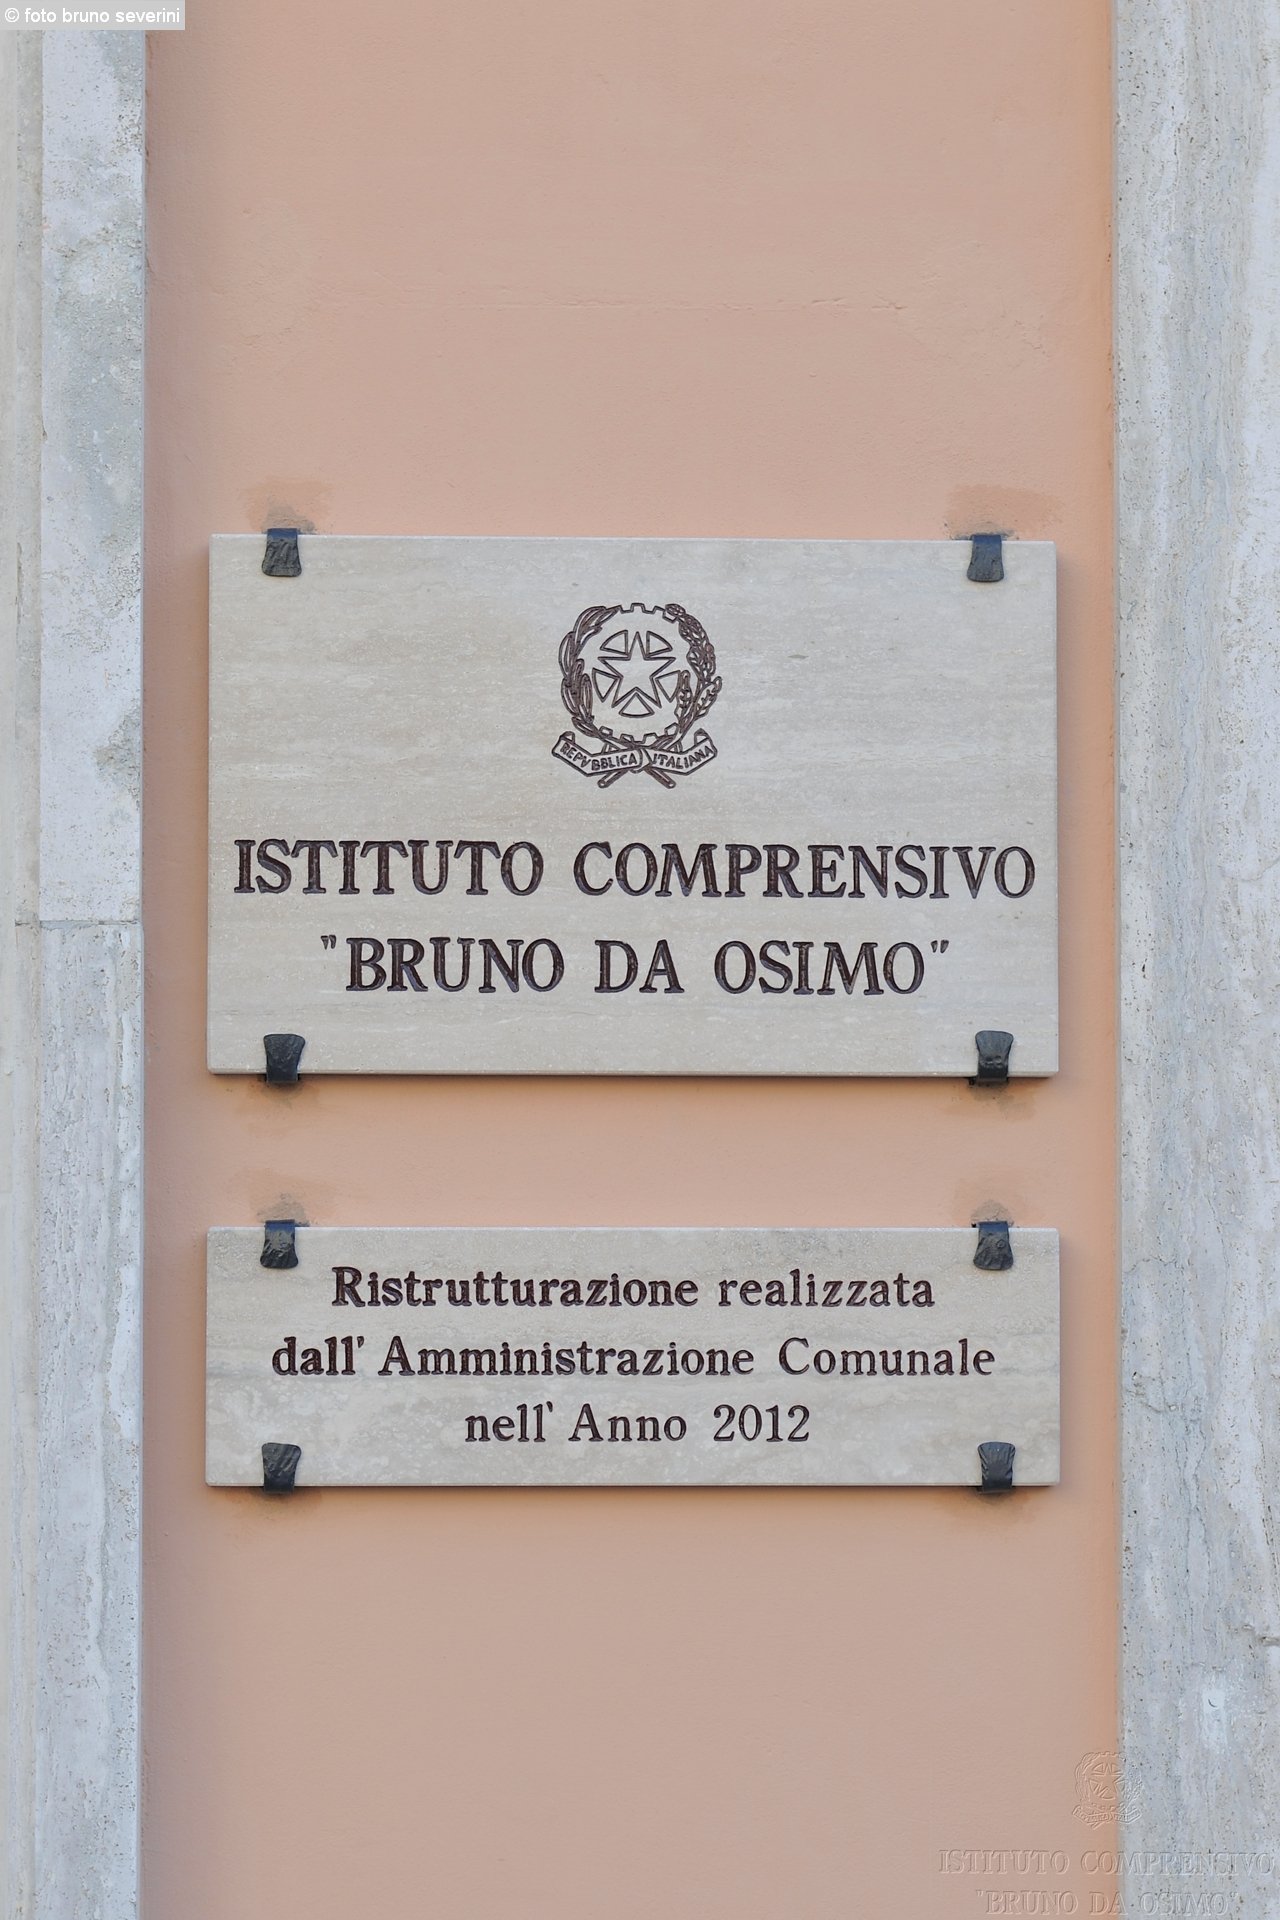 © foto bruno severini
REPVBBLICA ITALIANA
ISTITUTO COMPRENSIVO
"BRUNO DA OSIMO"
Ristrutturazione realizzata
dall' Amministrazione Comunale
nell' Anno 2012
ISTITUTO COMPRENSIVO
"BRUNO DA OSIMO"